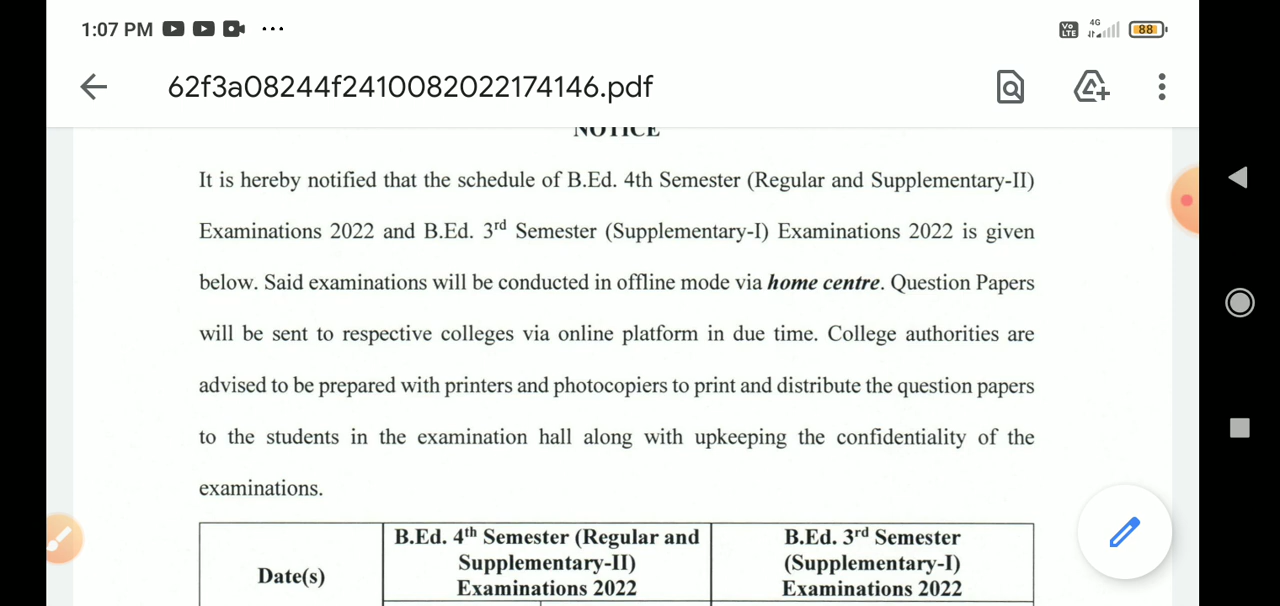 1:07 PM
4G
Vo
LTE
88
62f3a08244f2410082022174146.pdf
NOTICE
It is hereby notified that the schedule of B.Ed. 4th Semester (Regular and Supplementary-II)
Examinations 2022 and B.Ed. 3rd Semester (Supplementary-I) Examinations 2022 is given
below. Said examinations will be conducted in offline mode via home centre. Question Papers
will be sent to respective colleges via online platform in due time. College authorities are
advised to be prepared with printers and photocopiers to print and distribute the question papers
to the students in the examination hall along with upkeeping the confidentiality of the
examinations.
Date(s)
B.Ed. 4th Semester (Regular and
Supplementary-II)
Examinations 2022
B.Ed. 3rd Semester
(Supplementary-I)
Examinations 2022